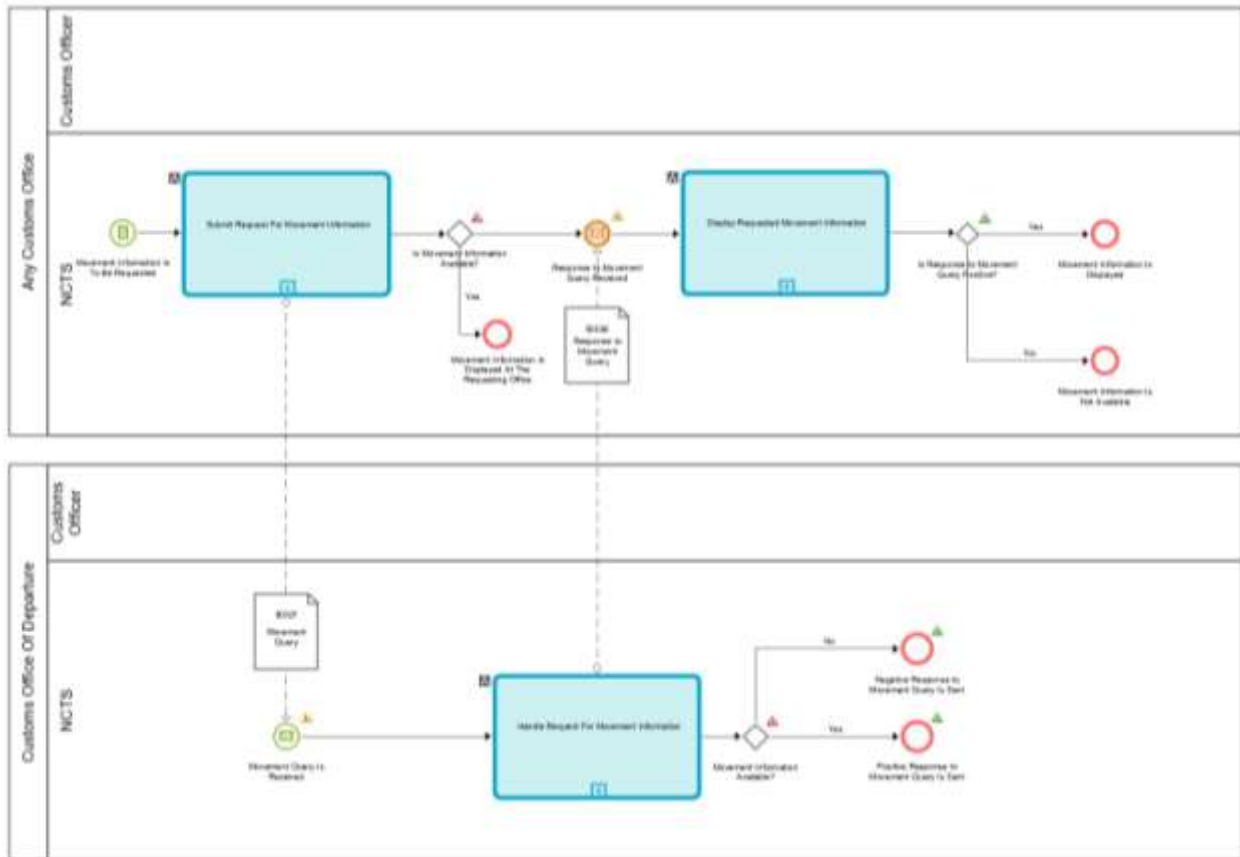 Any Customs Office
Customs Officer
NCTS
Movement Information Is
To Be Requested
Submit Request For Movement Information
Is Movement Information
Available?
Yes
Movement Information Is
Displayed At The
Requesting Office
Response to Movement
Query Received
Response to
Movement
Query
Display Requested Movement Information
Is Response to Movement
Query Positive?
Yes
Movement Information Is
Displayed
No
Movement Information Is
Not Available
Customs Office Of Departure
Customs
Officer
NCTS
Movement
Query
Movement Query Is
Received
Handle Request For Movement Information
Movement Information
Available?
No
Negative Response to
Movement Query Is Sent
Yes
Positive Response to
Movement Query Is Sent